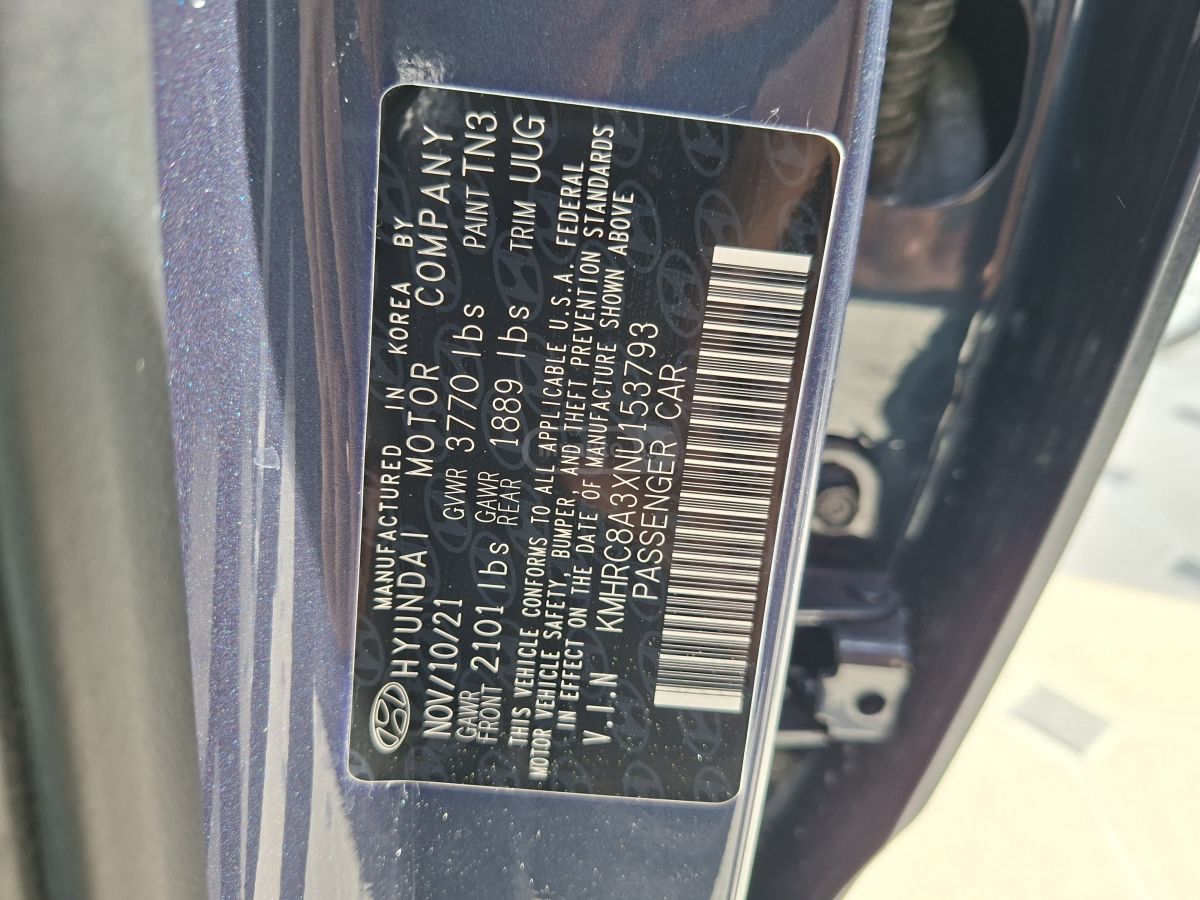 MANUFACTURED IN KOREA BY
HYUNDAI MOTOR COMPANY
NOV/10/21 GVWR 3770 lbs PAINT TN3
GAWR FRONT 2101 lbs GAWR REAR 1889 lbs TRIM UUG
THIS VEHICLE CONFORMS TO ALL APPLICABLE U.S.A. FEDERAL
MOTOR VEHICLE SAFETY, BUMPER, AND THEFT PREVENTION STANDARDS
IN EFFECT ON THE DATE OF MANUFACTURE SHOWN ABOVE
V.I.N KMHRC8A3XNU153793
PASSENGER CAR